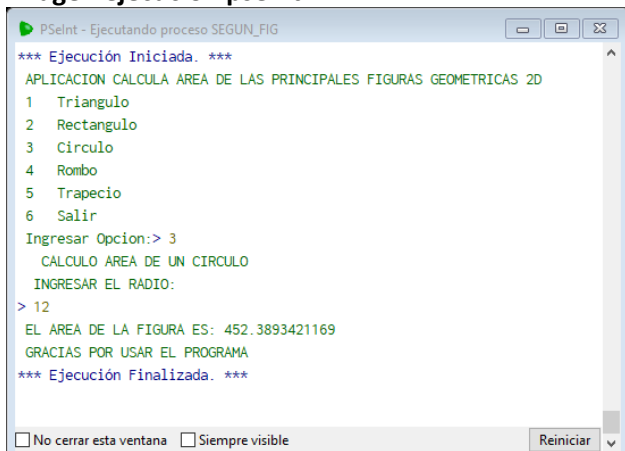 PSeInt - Ejecutando proceso SEGUN_FIG
*** Ejecución Iniciada. ***
APLICACION CALCULA AREA DE LAS PRINCIPALES FIGURAS GEOMETRICAS 2D
1 Triangulo
2 Rectangulo
3 Circulo
4 Rombo
5 Trapecio
6 Salir
Ingresar Opcion:> 3
CALCULO AREA DE UN CIRCULO
INGRESAR EL RADIO:
> 12
EL AREA DE LA FIGURA ES: 452.3893421169
GRACIAS POR USAR EL PROGRAMA
*** Ejecución Finalizada. ***
No cerrar esta ventana Siempre visible Reiniciar